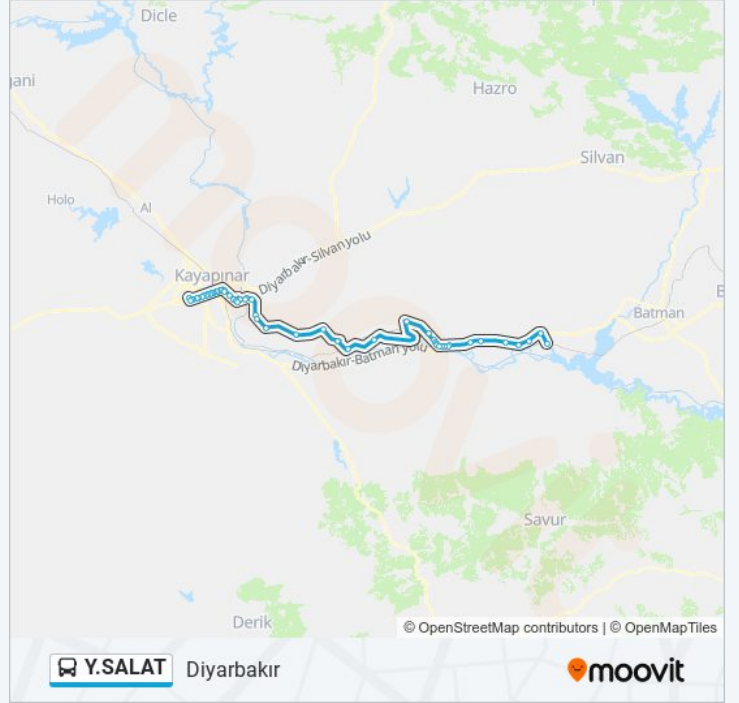 Dicle
ani
Hazro
Silvan
Holo
Al
Diyarbakır-Silvan yolu
Kayapınar
Batman
B
Diyarbakır-Batman yolu
Savur
Derik
© OpenStreetMap contributors | © OpenMapTiles
Y.SALAT Diyarbakır
moovit